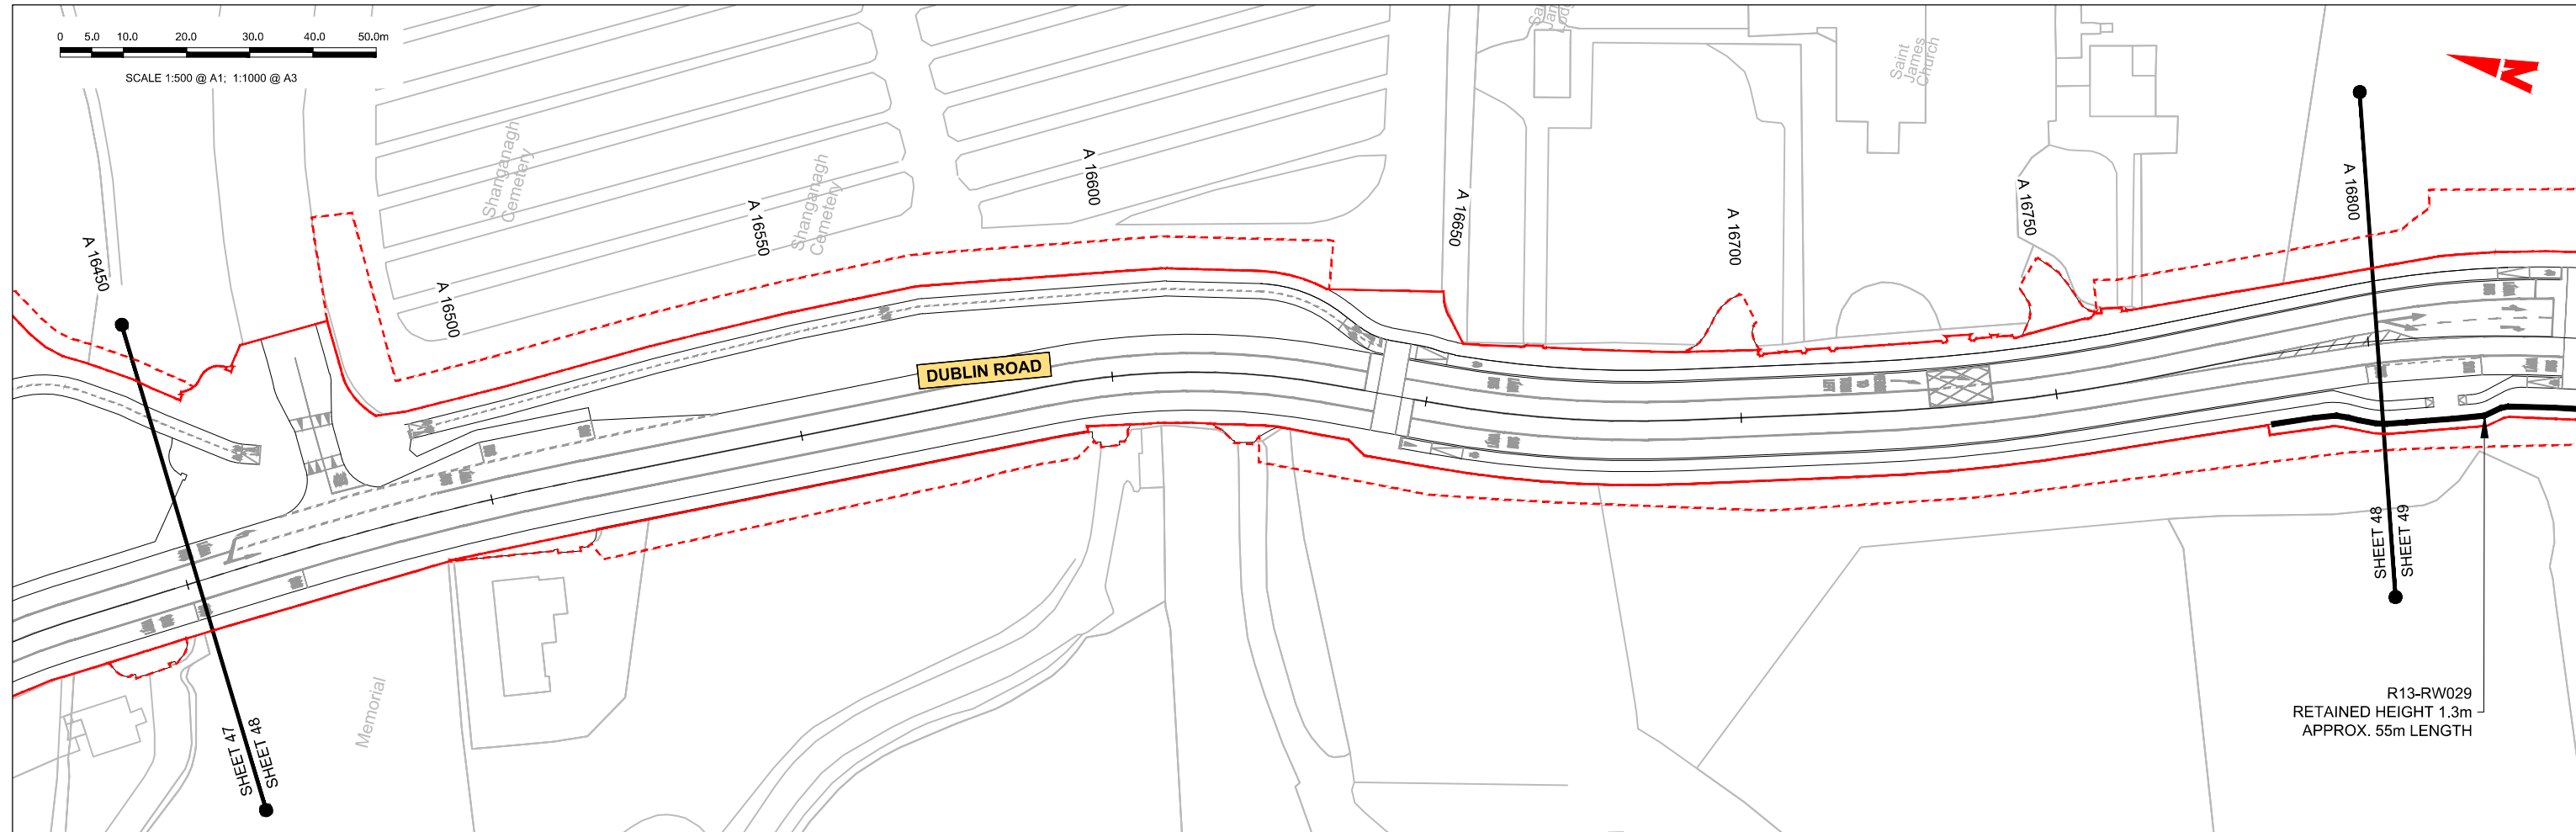 0 5.0 10.0 20.0 30.0 40.0 50.0m
SCALE 1:500 @ A1; 1:1000 @ A3
A 16450
A 16500
A 16550
A 16600
A 16650
A 16700
A 16750
A 16800
Shanganagh
Cemetery
Shanganagh
Cemetery
Saint
James
Church
N
DUBLIN ROAD
Memorial
SHEET 47
SHEET 48
SHEET 48
SHEET 49
R13-RW029
RETAINED HEIGHT 1.3m
APPROX. 55m LENGTH